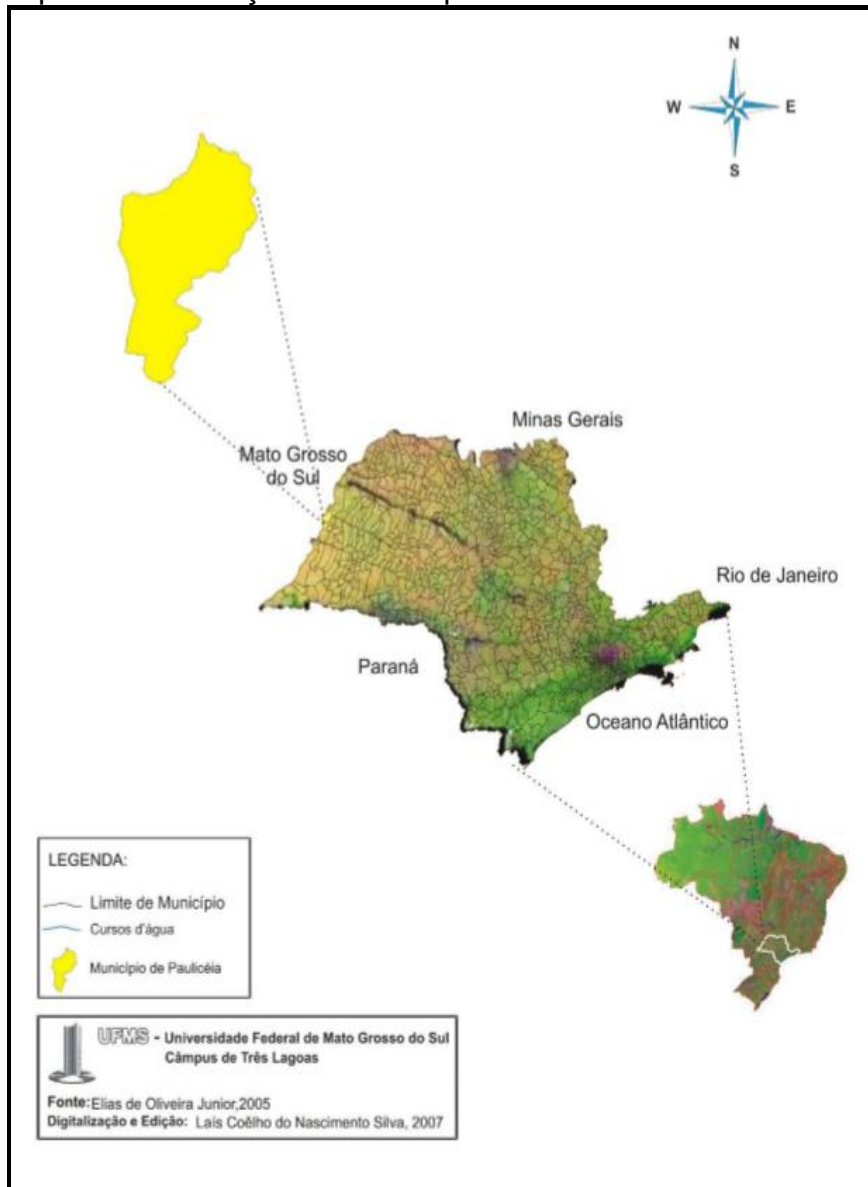 N
W
E
S
Minas Gerais
Mato Grosso
do Sul
Rio de Janeiro
Paraná
Oceano Atlântico
LEGENDA:
Limite de Município
Cursos d'água
Município de Paulicéia
UFMS - Universidade Federal de Mato Grosso do Sul
Câmpus de Três Lagoas
Fonte: Elias de Oliveira Junior,2005
Digitalização e Edição: Laís Coêlho do Nascimento Silva, 2007